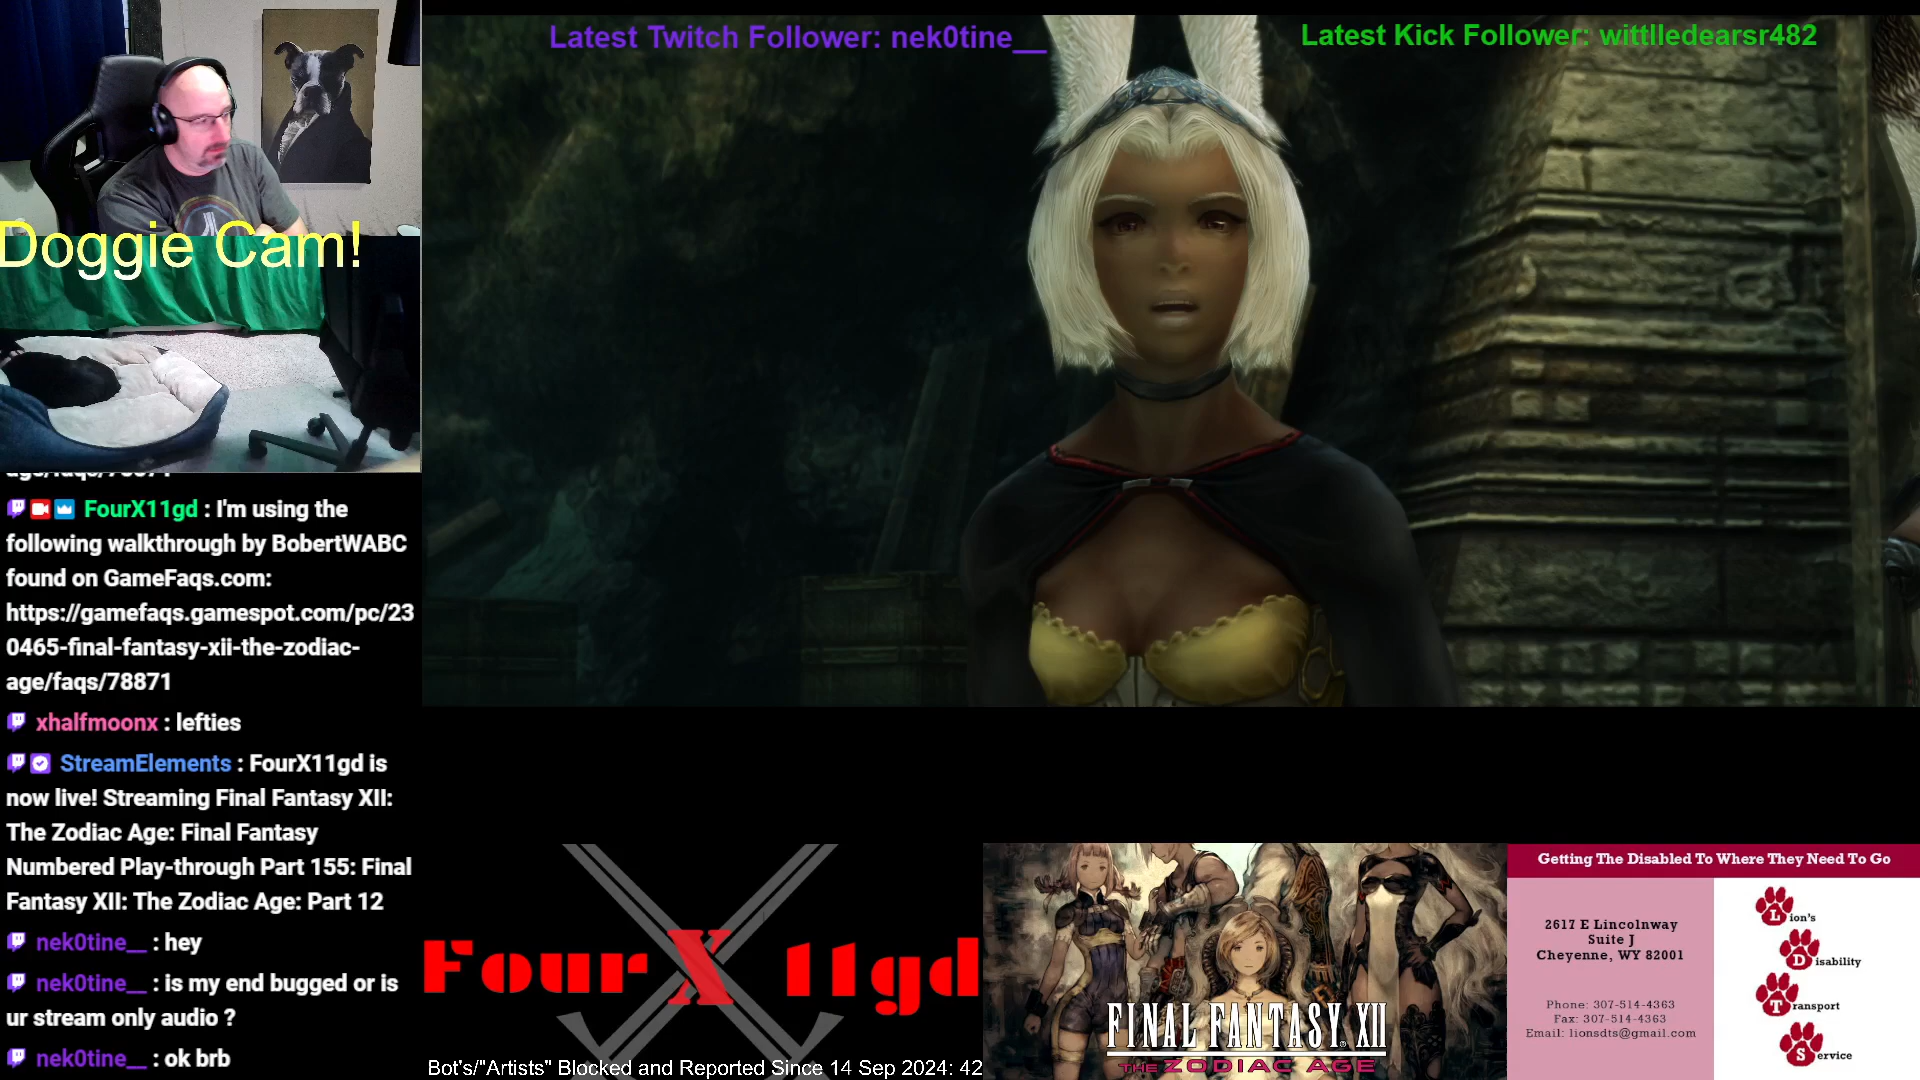 Latest Twitch Follower: nek0tine__
Latest Kick Follower: wittlledearsr482
Doggie Cam!
FourX11gd : I'm using the
following walkthrough by BobertWABC
found on GameFaqs.com:
https://gamefaqs.gamespot.com/pc/23
0465-final-fantasy-xii-the-zodiac-
age/faqs/78871
xhalfmoonx : lefties
StreamElements : FourX11gd is
now live! Streaming Final Fantasy XII:
The Zodiac Age: Final Fantasy
Numbered Play-through Part 155: Final
Fantasy XII: The Zodiac Age: Part 12
nek0tine__ : hey
nek0tine__ : is my end bugged or is
ur stream only audio ?
nek0tine__ : ok brb
Four X 11gd
Bot's/"Artists" Blocked and Reported Since 14 Sep 2024: 42
FINAL FANTASY XII
THE ZODIAC AGE
Getting The Disabled To Where They Need To Go
2617 E Lincolnway
Suite J
Cheyenne, WY 82001
Phone: 307-514-4363
Fax: 307-514-4363
Email: lionsdts@gmail.com
Lion's
Disability
Transport
Service